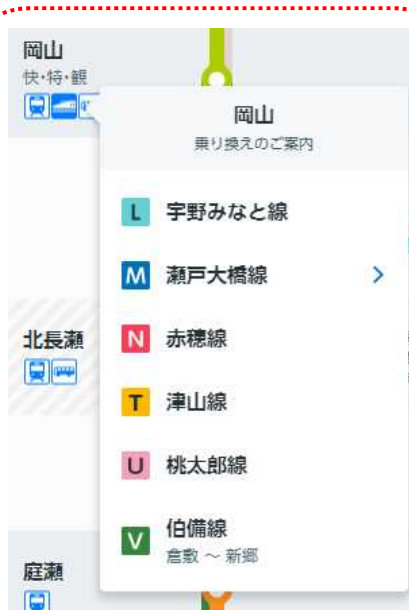 岡山
快・特・観
岡山
乗り換えのご案内
L 宇野みなと線
M 瀬戸大橋線
北長瀬
N 赤穂線
T 津山線
U 桃太郎線
V 伯備線
倉敷 ～ 新郷
庭瀬